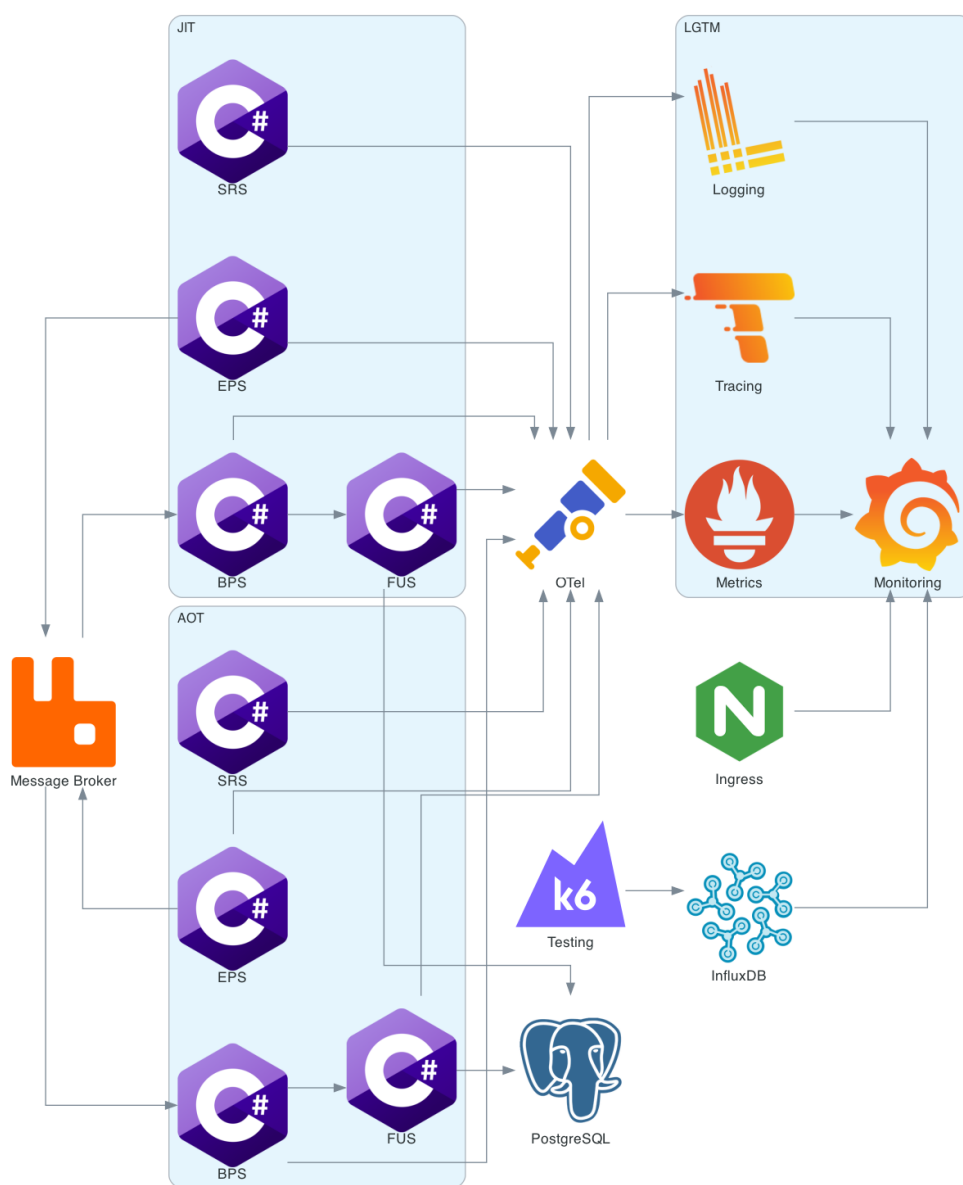 JIT
LGTM
C#
SRS
Logging
C#
EPS
Tracing
C#
BPS
C#
FUS
OTel
Metrics
Monitoring
AOT
C#
SRS
Message Broker
N
Ingress
C#
EPS
k6
Testing
InfluxDB
C#
BPS
C#
FUS
PostgreSQL